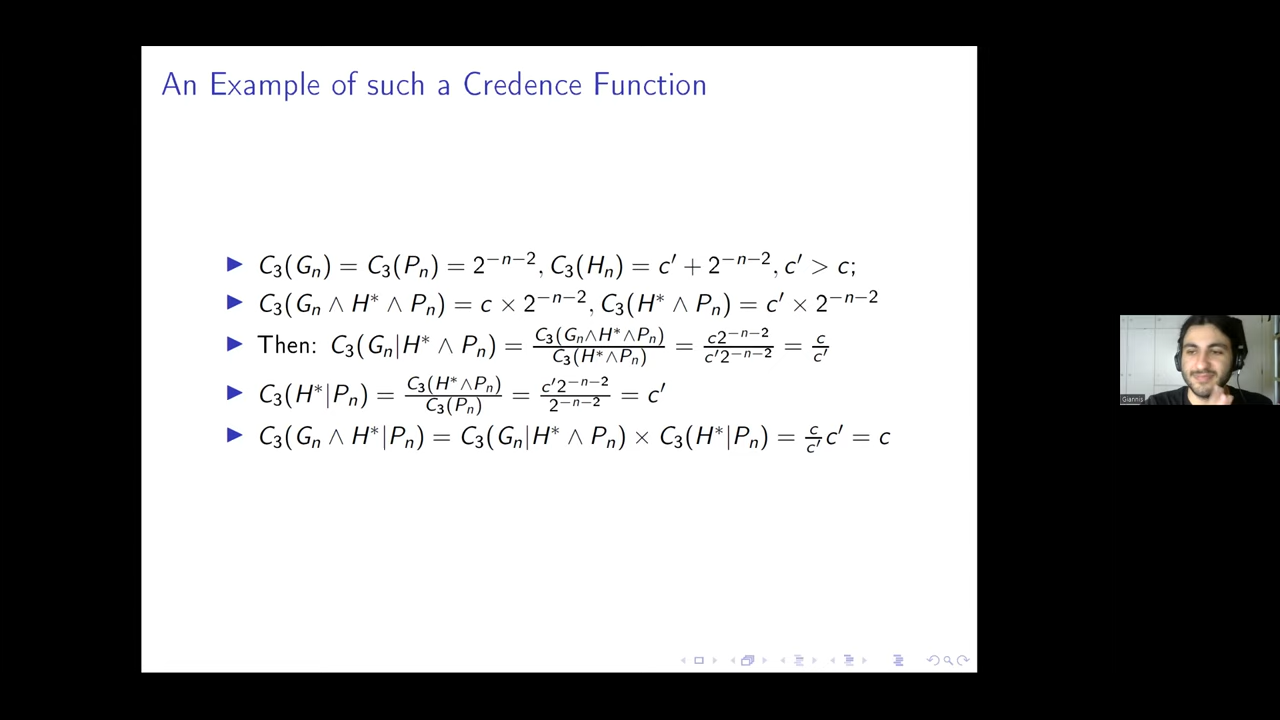 An Example of such a Credence Function
▶ C₃(Gₙ) = C₃(Pₙ) = 2⁻ⁿ⁻², C₃(Hₙ) = c′ + 2⁻ⁿ⁻², c′ > c;
▶ C₃(Gₙ ∧ H* ∧ Pₙ) = c × 2⁻ⁿ⁻², C₃(H* ∧ Pₙ) = c′ × 2⁻ⁿ⁻²
▶ Then: C₃(Gₙ|H* ∧ Pₙ) = C₃(Gₙ∧H*∧Pₙ)/C₃(H*∧Pₙ) = c2⁻ⁿ⁻²/c′2⁻ⁿ⁻² = c/c′
▶ C₃(H*|Pₙ) = C₃(H*∧Pₙ)/C₃(Pₙ) = c′2⁻ⁿ⁻²/2⁻ⁿ⁻² = c′
▶ C₃(Gₙ ∧ H*|Pₙ) = C₃(Gₙ|H* ∧ Pₙ) × C₃(H*|Pₙ) = c/c′ c′ = c
Giannis